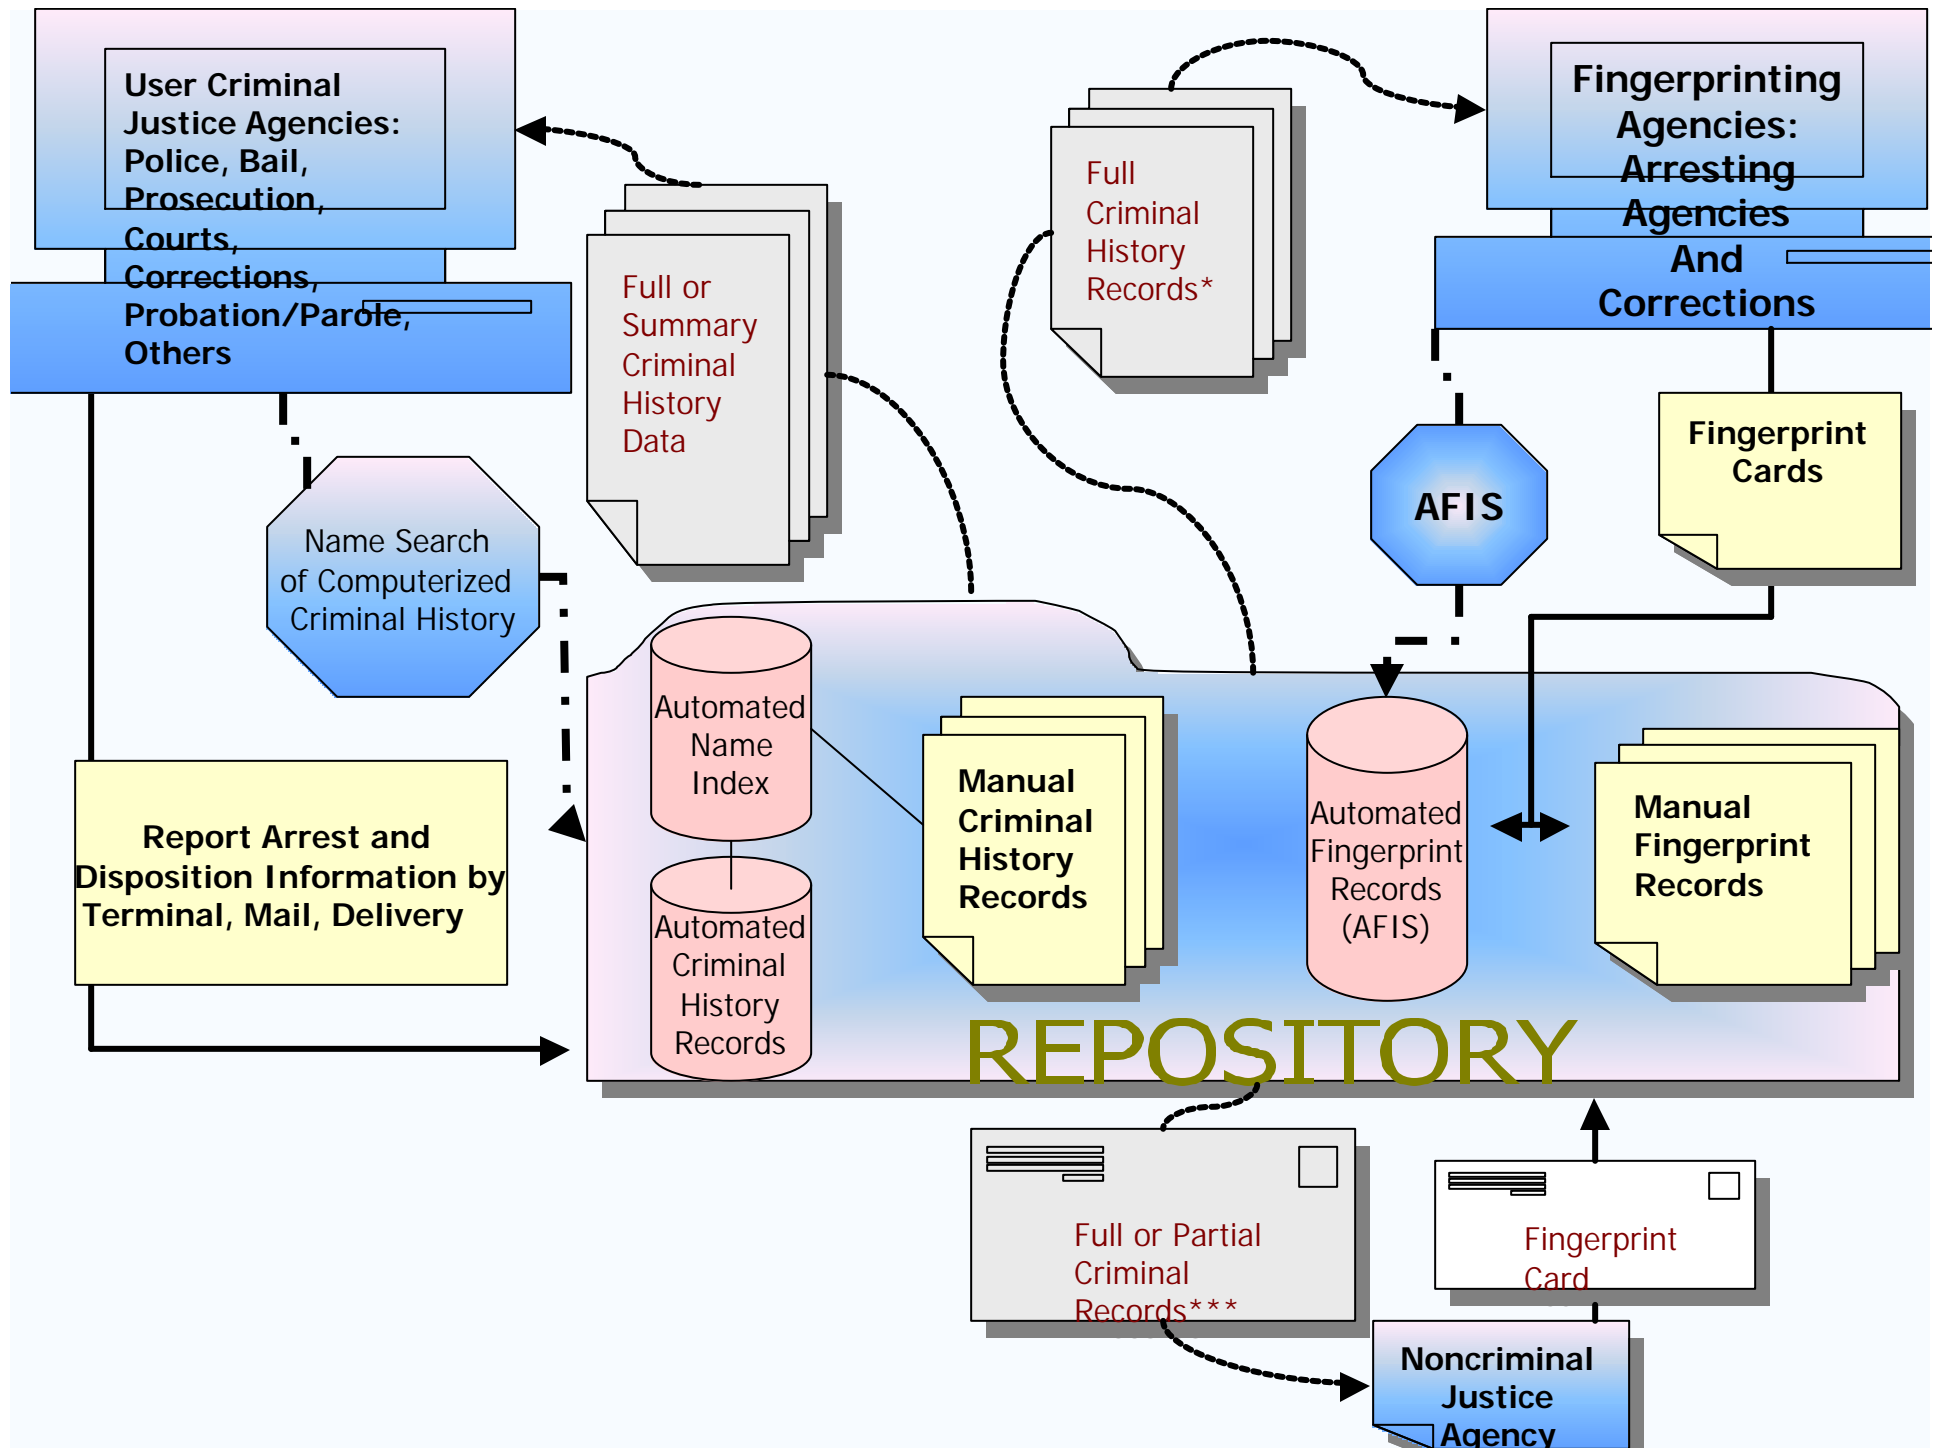 User Criminal
Justice Agencies:
Police, Bail,
Prosecution,
Courts,
Corrections,
Probation/Parole,
Others
Full or
Summary
Criminal
History
Data
Full
Criminal
History
Records*
Fingerprinting
Agencies:
Arresting
Agencies
And
Corrections
Name Search
of Computerized
Criminal History
AFIS
Fingerprint
Cards
Report Arrest and
Disposition Information by
Terminal, Mail, Delivery
Automated
Name
Index
Automated
Criminal
History
Records
Manual
Criminal
History
Records
Automated
Fingerprint
Records
(AFIS)
Manual
Fingerprint
Records
REPOSITORY
Full or Partial
Criminal
Records***
Fingerprint
Card
Noncriminal
Justice
Agency